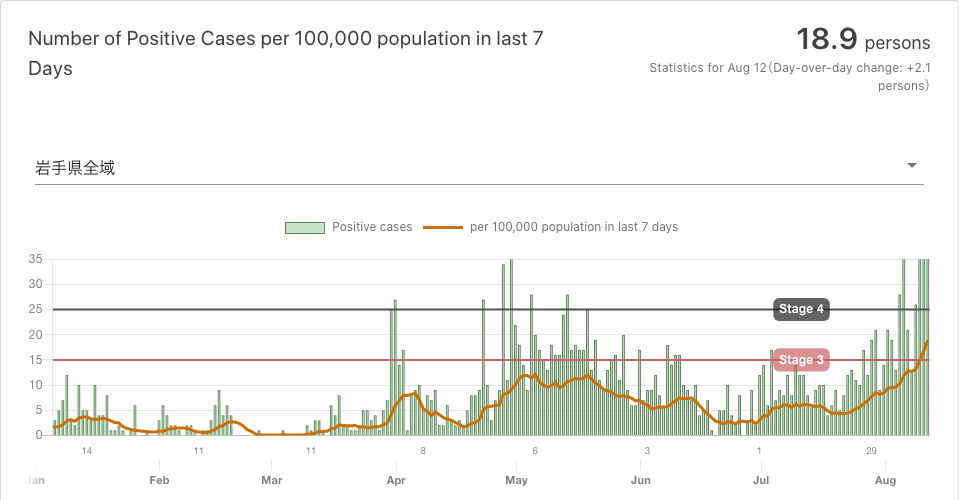 Number of Positive Cases per 100,000 population in last 7
Days
18.9 persons
Statistics for Aug 12(Day-over-day change: +2.1
persons)
岩手県全域
Positive cases
per 100,000 population in last 7 days
35
30
25
20
15
10
5
0
Stage 4
Stage 3
14
11
11
8
6
3
1
29
Jan
Feb
Mar
Apr
May
Jun
Jul
Aug